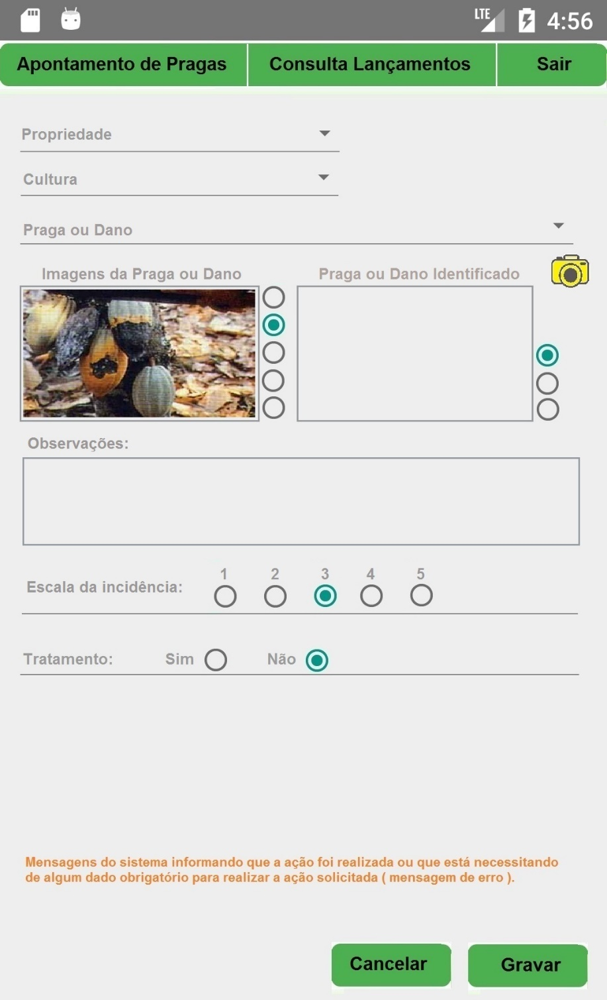 LTE 4:56
Apontamento de Pragas Consulta Lançamentos Sair
Propriedade
Cultura
Praga ou Dano
Imagens da Praga ou Dano Praga ou Dano Identificado
Observações:
1 2 3 4 5
Escala da incidência:
Tratamento: Sim Não
Mensagens do sistema informando que a ação foi realizada ou que está necessitando
de algum dado obrigatório para realizar a ação solicitada ( mensagem de erro ).
Cancelar Gravar